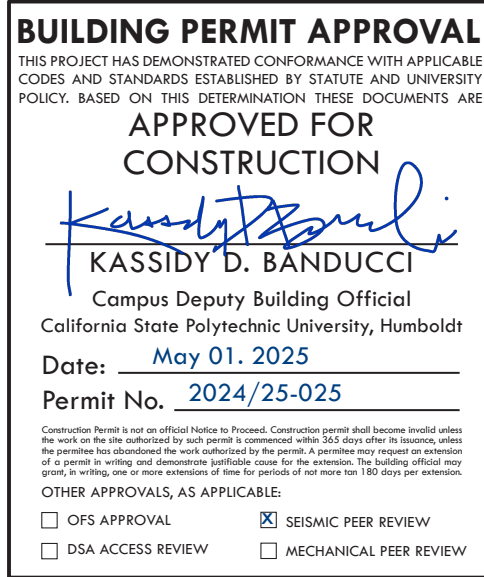 BUILDING PERMIT APPROVAL
THIS PROJECT HAS DEMONSTRATED CONFORMANCE WITH APPLICABLE
CODES AND STANDARDS ESTABLISHED BY STATUTE AND UNIVERSITY
POLICY. BASED ON THIS DETERMINATION THESE DOCUMENTS ARE
APPROVED FOR
CONSTRUCTION
KASSIDY D. BANDUCCI
Campus Deputy Building Official
California State Polytechnic University, Humboldt
Date: May 01. 2025
Permit No. 2024/25-025
Construction Permit is not an official Notice to Proceed. Construction permit shall become invalid unless
the work on the site authorized by such permit is commenced within 365 days after its issuance, unless
the permitee has abandoned the work authorized by the permit. A permitee may request an extension
of a permit in writing and demonstrate justifiable cause for the extension. The building official may
grant, in writing, one or more extensions of time for periods of not more tan 180 days per extension.
OTHER APPROVALS, AS APPLICABLE:
OFS APPROVAL
X SEISMIC PEER REVIEW
DSA ACCESS REVIEW
MECHANICAL PEER REVIEW